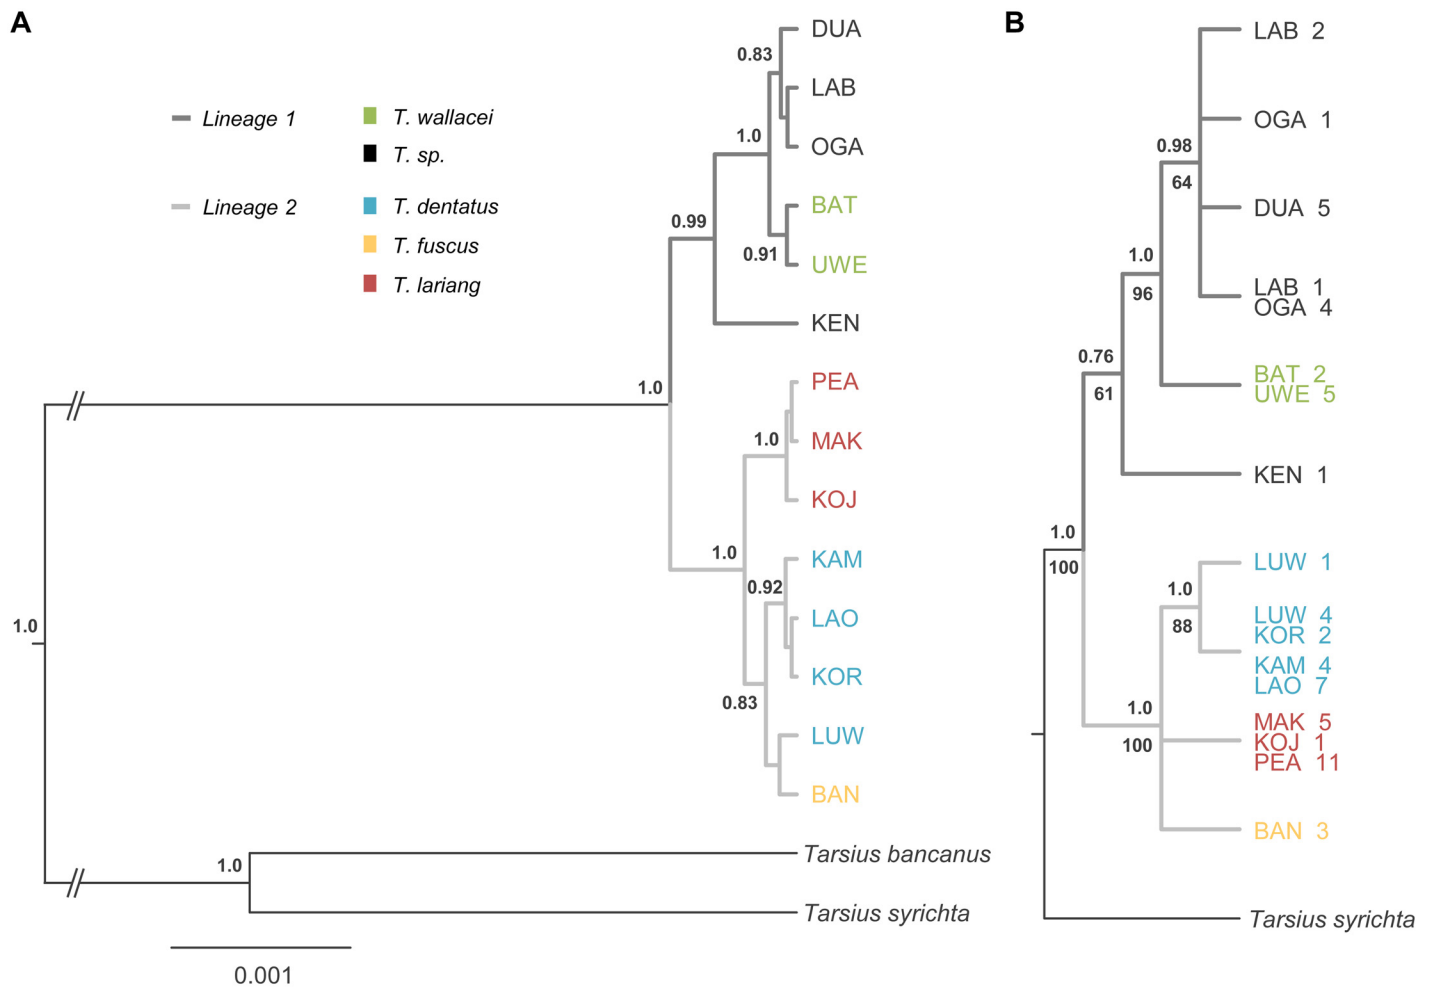 A
Lineage 1
Lineage 2
T. wallacei
T. sp.
T. dentatus
T. fuscus
T. lariang
DUA
0.83
LAB
1.0
OGA
BAT
0.99
0.91
UWE
KEN
1.0
PEA
1.0
MAK
KOJ
1.0
KAM
0.92
LAO
KOR
0.83
LUW
BAN
1.0
1.0
Tarsius bancanus
Tarsius syrichta
0.001
B
LAB 2
OGA 1
0.98
64
DUA 5
1.0
96
LAB 1
OGA 4
0.76
61
BAT 2
UWE 5
KEN 1
1.0
100
LUW 1
1.0
88
LUW 4
KOR 2
KAM 4
LAO 7
1.0
100
MAK 5
KOJ 1
PEA 11
BAN 3
Tarsius syrichta